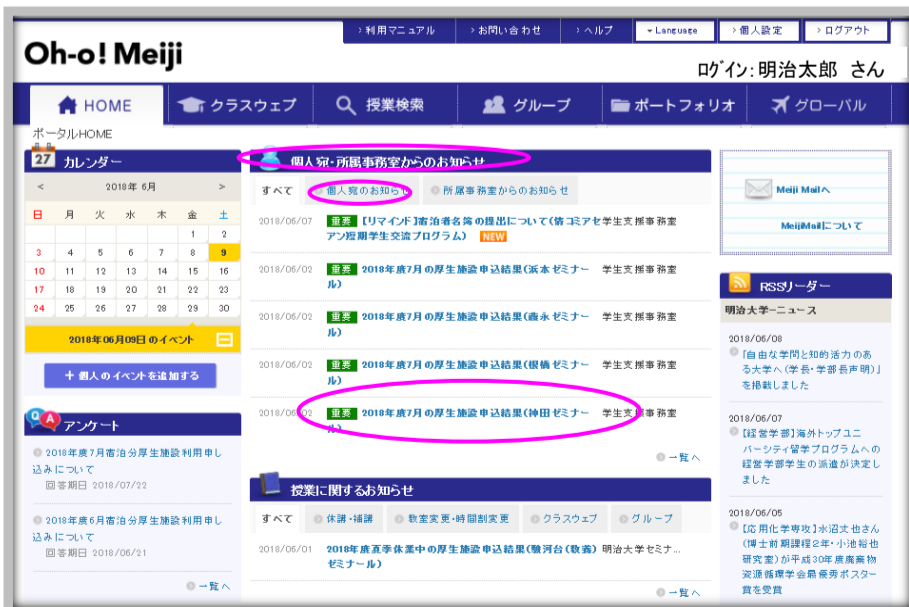 ›利用マニュアル ›お問い合わせ ›ヘルプ Language ›個人設定 ›ログアウト
Oh-o! Meiji
ログイン:明治太郎 さん
HOME クラスウェブ 授業検索 グループ ポートフォリオ グローバル
ポータルHOME
27 カレンダー
< 2018年 6月 >
日 月 火 水 木 金 土
1 2
3 4 5 6 7 8 9
10 11 12 13 14 15 16
17 18 19 20 21 22 23
24 25 26 27 28 29 30
2018年06月09日 のイベント
+ 個人のイベントを追加する
Q A アンケート
2018年度7月宿泊分厚生施設利用申し
込みについて
回答期日 2018/07/22
2018年度6月宿泊分厚生施設利用申し
込みについて
回答期日 2018/06/21
一覧へ
個人宛・所属事務室からのお知らせ
すべて 個人宛のお知らせ 所属事務室からのお知らせ
2018/06/07 重要 【リマインド】宿泊者名簿の提出について(清コミアセ 学生支援事務室
アン短期学生交流プログラム) NEW
2018/06/02 重要 2018年度7月の厚生施設申込結果(浜本ゼミナー 学生支援事務室
ル)
2018/06/02 重要 2018年度7月の厚生施設申込結果(森永ゼミナー 学生支援事務室
ル)
2018/06/02 重要 2018年度7月の厚生施設申込結果(根橋ゼミナー 学生支援事務室
ル)
2018/06/02 重要 2018年度7月の厚生施設申込結果(神田ゼミナー 学生支援事務室
ル)
一覧へ
授業に関するお知らせ
すべて 休講・補講 教室変更・時間割変更 クラスウェブ グループ
2018/06/01 2018年度夏季休業中の厚生施設申込結果(駿河台(教養) 明治大学セミナ...
ゼミナール)
一覧へ
Meiji Mailへ
MeijiMailについて
RSSリーダー
明治大学-ニュース
2018/06/08
「自由な学問と知的活力のあ
る大学へ(学長・学部長声明)」
を掲載しました
2018/06/07
【経営学部】海外トップユニ
バーシティ留学プログラムへの
経営学部学生の派遣が決定し
ました
2018/06/05
【応用化学専攻】水沼丈也さん
(博士前期課程2年・小池裕也
研究室)が平成30年度廃棄物
資源循環学会最優秀ポスター
賞を受賞